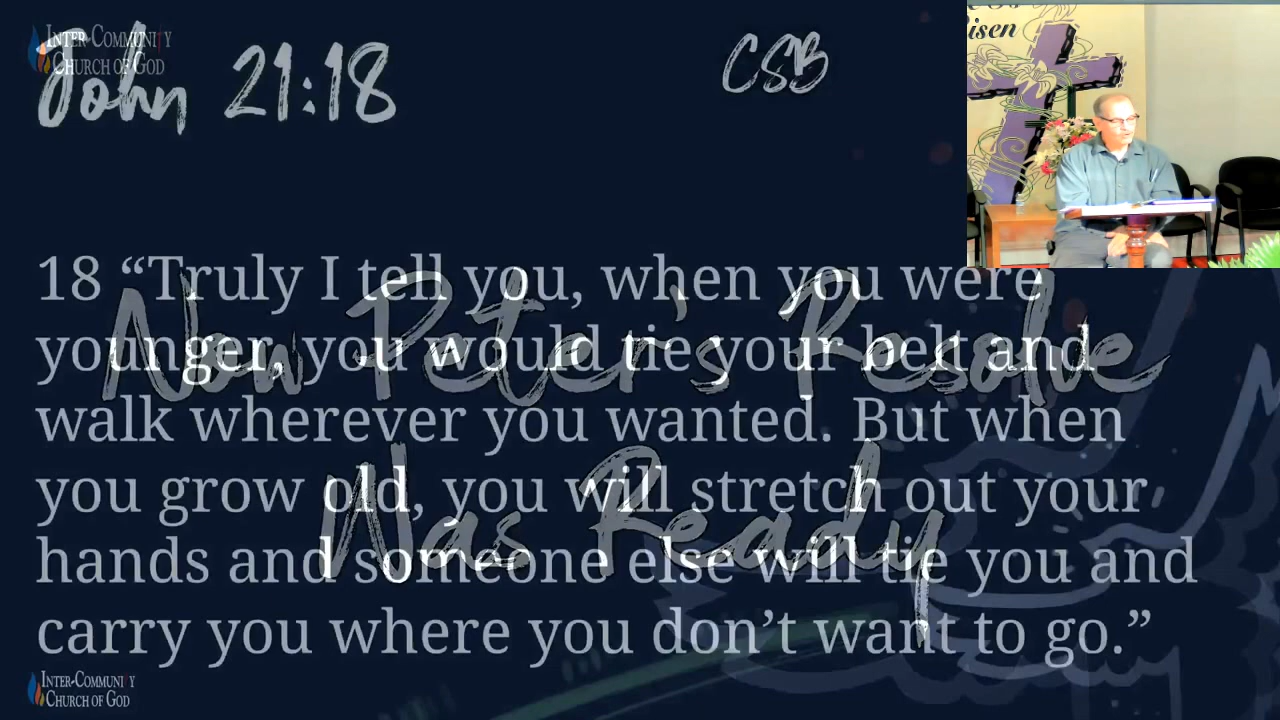 INTER-COMMUNITY
CHURCH OF GOD
John 21:18
CSB
isen
18 “Truly I tell you, when you were
younger, you would tie your belt and
walk wherever you wanted. But when
you grow old, you will stretch out your
hands and someone else will tie you and
carry you where you don’t want to go.”
Now Peter's Resolve
Was Ready
INTER-COMMUNITY
CHURCH OF GOD